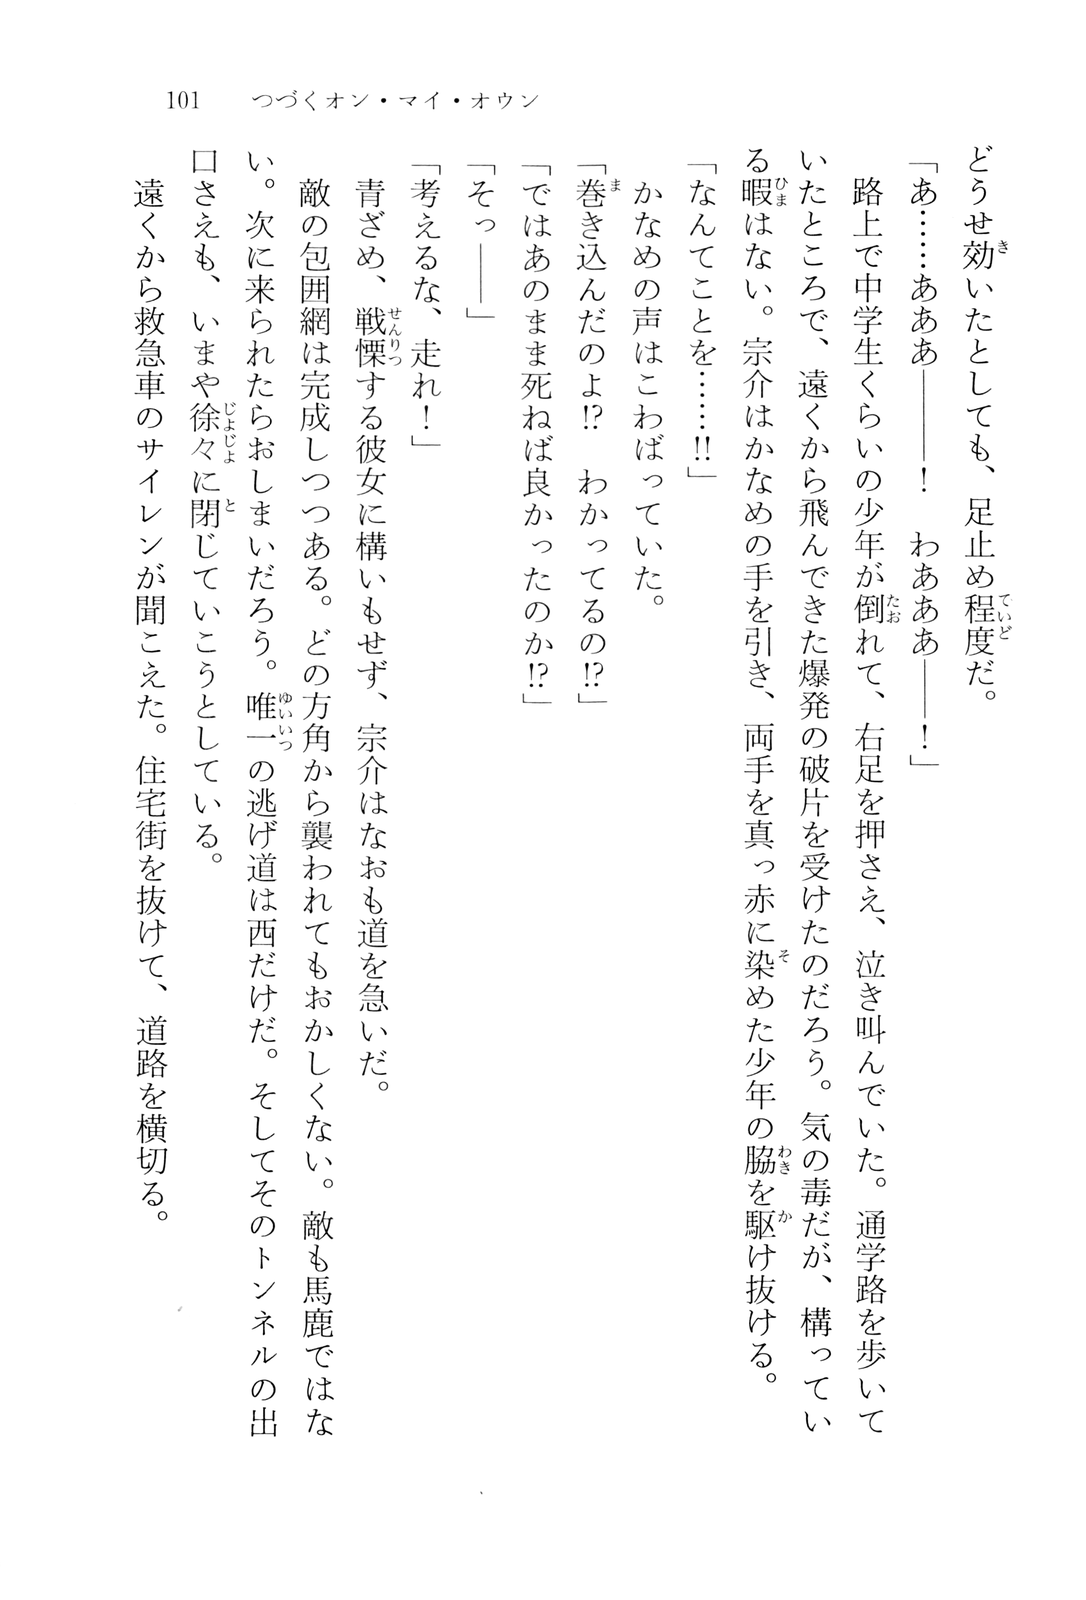 101　つづくオン・マイ・オウン
どうせ効いたとしても、足止め程度だ。
「あ……あああ――――！　わあああ――！」
　路上で中学生くらいの少年が倒れて、右足を押さえ、泣き叫んでいた。通学路を歩いて
いたところで、遠くから飛んできた爆発の破片を受けたのだろう。気の毒だが、構ってい
る暇はない。宗介はかなめの手を引き、両手を真っ赤に染めた少年の脇を駆け抜ける。
「なんてことを……!!」
　かなめの声はこわばっていた。
「巻き込んだのよ!?　わかってるの!?」
「ではあのまま死ねば良かったのか!?」
「そっ――」
「考えるな、走れ！」
　青ざめ、戦慄する彼女に構いもせず、宗介はなおも道を急いだ。
　敵の包囲網は完成しつつある。どの方角から襲われてもおかしくない。敵も馬鹿ではな
い。次に来られたらおしまいだろう。唯一の逃げ道は西だけだ。そしてそのトンネルの出
口さえも、いまや徐々に閉じていこうとしている。
　遠くから救急車のサイレンが聞こえた。住宅街を抜けて、道路を横切る。